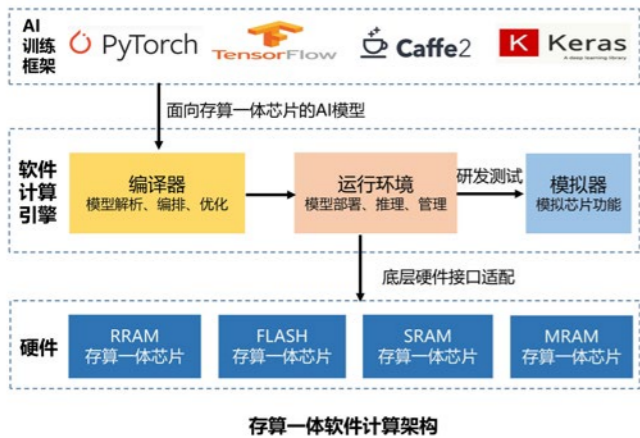 AI
训练
框架
PyTorch
TensorFlow
Caffe2
K Keras
A deep learning library
面向存算一体芯片的AI模型
软件
计算
引擎
编译器
模型解析、编排、优化
运行环境
模型部署、推理、管理
研发测试
模拟器
模拟芯片功能
底层硬件接口适配
硬件
RRAM
存算一体芯片
FLASH
存算一体芯片
SRAM
存算一体芯片
MRAM
存算一体芯片
存算一体软件计算架构